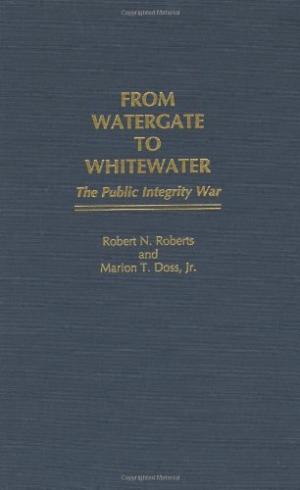 FROM
WATERGATE
TO
WHITEWATER
The Public Integrity War
Robert N. Roberts
and
Marion T. Doss, Jr.